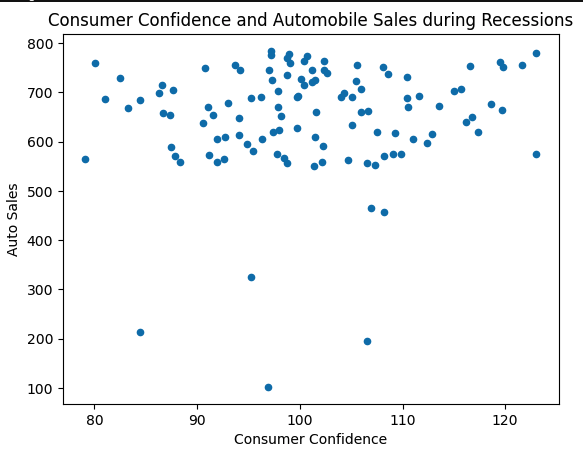 Consumer Confidence and Automobile Sales during Recessions
800
700
600
500
400
300
200
100
Auto Sales
80 90 100 110 120
Consumer Confidence